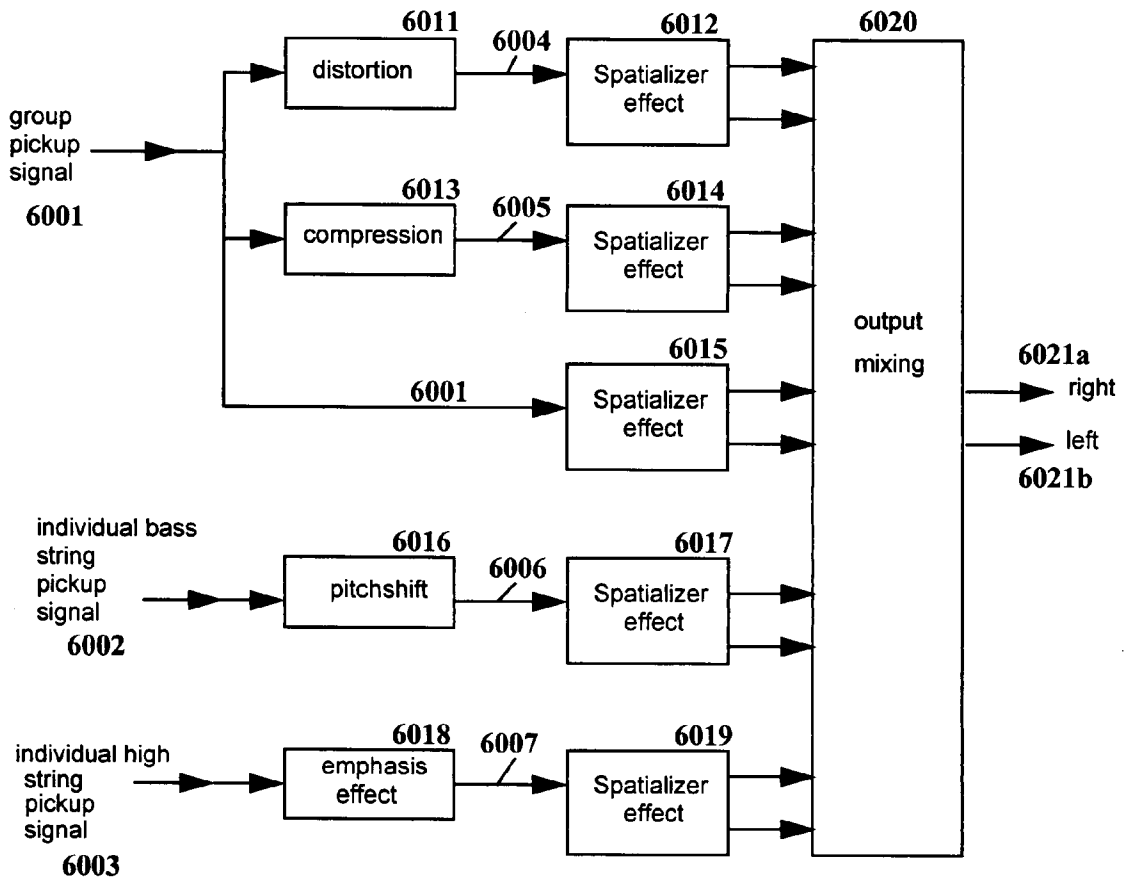 6011
6004
6012
6020
distortion
Spatializer
effect
group
pickup
signal
6001
6013
6005
6014
compression
Spatializer
effect
output
mixing
6015
6001
Spatializer
effect
6021a
right
left
6021b
individual bass
string
pickup
signal
6002
6016
6006
6017
pitchshift
Spatializer
effect
individual high
string
pickup
signal
6003
6018
6007
6019
emphasis
effect
Spatializer
effect